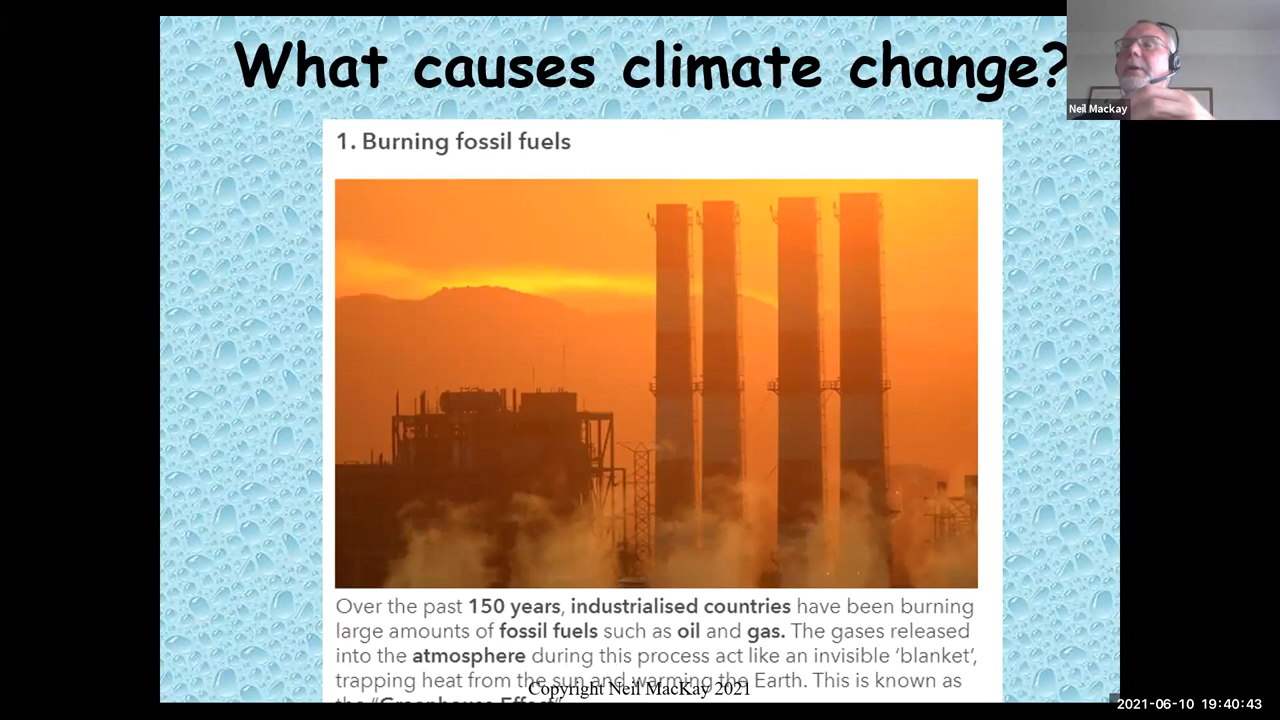 What causes climate change?
Neil Mackay
1. Burning fossil fuels
Over the past 150 years, industrialised countries have been burning
large amounts of fossil fuels such as oil and gas. The gases released
into the atmosphere during this process act like an invisible ‘blanket’,
trapping heat from the sun and warming the Earth. This is known as
the “Greenhouse Effect”
Copyright Neil MacKay 2021
2021-06-10 19:40:43